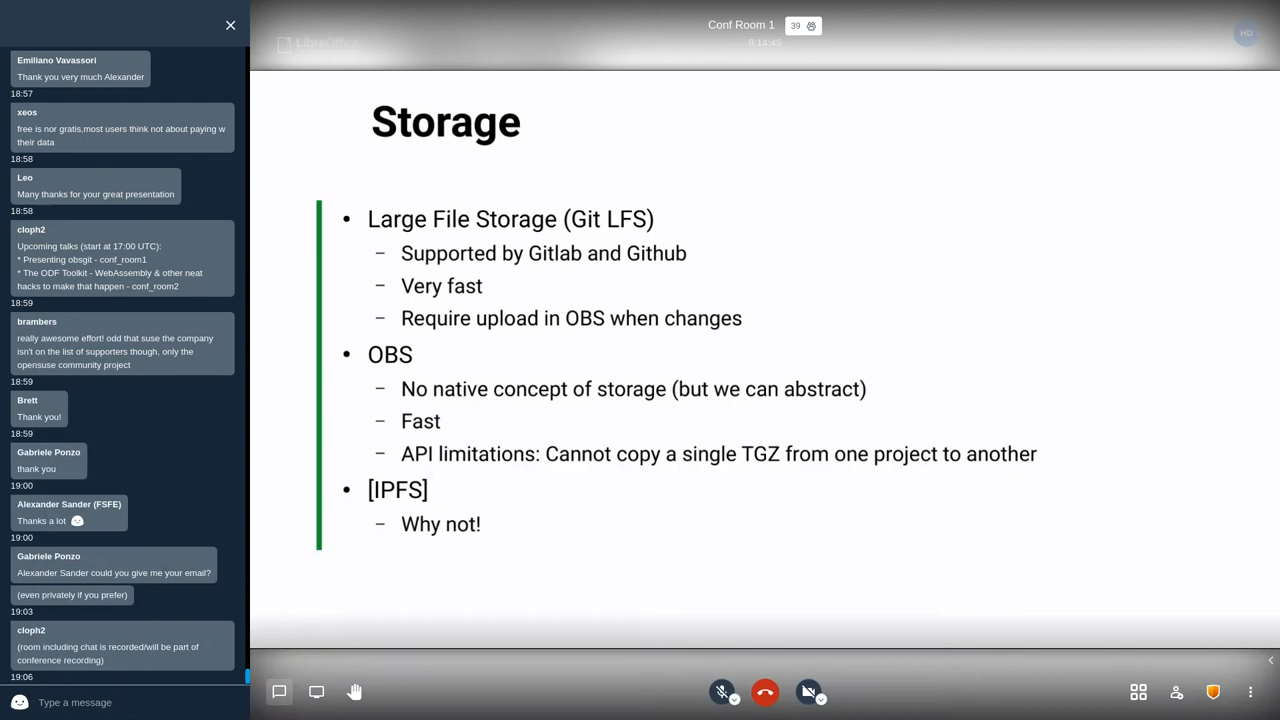 Emiliano Vavassori
Thank you very much Alexander
18:57
xeos
free is nor gratis,most users think not about paying w
their data
18:58
Leo
Many thanks for your great presentation
18:58
cloph2
Upcoming talks (start at 17:00 UTC):
* Presenting obsgit - conf_room1
* The ODF Toolkit - WebAssembly & other neat
hacks to make that happen - conf_room2
18:59
brambers
really awesome effort! odd that suse the company
isn't on the list of supporters though, only the
opensuse community project
18:59
Brett
Thank you!
18:59
Gabriele Ponzo
thank you
19:00
Alexander Sander (FSFE)
Thanks a lot
19:00
Gabriele Ponzo
Alexander Sander could you give me your email?
(even privately if you prefer)
19:03
cloph2
(room including chat is recorded/will be part of
conference recording)
19:06
Type a message
Conf Room 1
39
8:14:45
LibreOffice
HD
Storage
• Large File Storage (Git LFS)
– Supported by Gitlab and Github
– Very fast
– Require upload in OBS when changes
• OBS
– No native concept of storage (but we can abstract)
– Fast
– API limitations: Cannot copy a single TGZ from one project to another
• [IPFS]
– Why not!